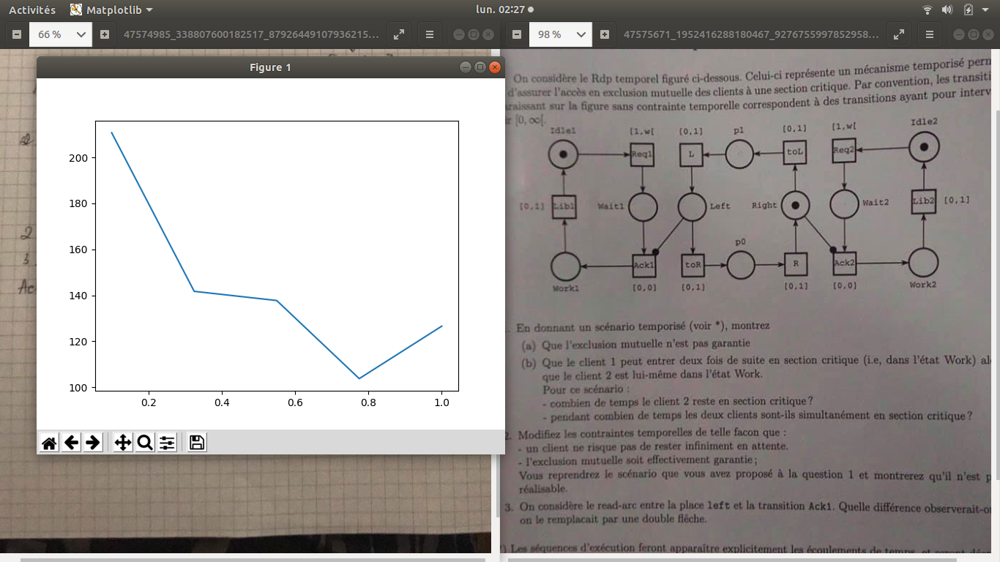 Activités
Matplotlib
lun. 02:27
66 %
47574985_338807600182517_87926449107936215...
98 %
47575671_1952416288180467_9276755997852958...
Figure 1
200
180
160
140
120
100
0.2 0.4 0.6 0.8 1.0
2
3
On considère le Rdp temporel figuré ci-dessous. Celui-ci représente un mécanisme temporisé perm
d'assurer l'accès en exclusion mutuelle des clients à une section critique. Par convention, les transiti
raissant sur la figure sans contrainte temporelle correspondent à des transitions ayant pour interv
r [0, ∞[.
Idle1 [1,w[ [0,1] p1 [0,1] [1,w[ Idle2
Req1 L toL Req2
[0,1] Lib1 Wait1 Left Right Wait2 Lib2 [0,1]
p0
Ack1 toR R Ack2
Work1 [0,0] [0,1] [0,1] [0,0] Work2
. En donnant un scénario temporisé (voir *), montrez
(a) Que l'exclusion mutuelle n'est pas garantie
(b) Que le client 1 peut entrer deux fois de suite en section critique (i.e, dans l'état Work) al
que le client 2 est lui-même dans l'état Work.
Pour ce scénario :
- combien de temps le client 2 reste en section critique ?
- pendant combien de temps les deux clients sont-ils simultanément en section critique ?
2. Modifiez les contraintes temporelles de telle facon que :
- un client ne risque pas de rester infiniment en attente.
- l'exclusion mutuelle soit effectivement garantie ;
Vous reprendrez le scénario que vous avez proposé à la question 1 et montrerez qu'il n'est p
réalisable.
3. On considère le read-arc entre la place left et la transition Ack1. Quelle différence observerait-o
on le remplacait par une double flêche.
) Les séquences d'exécution feront apparaître explicitement les écoulements de temps, et seront